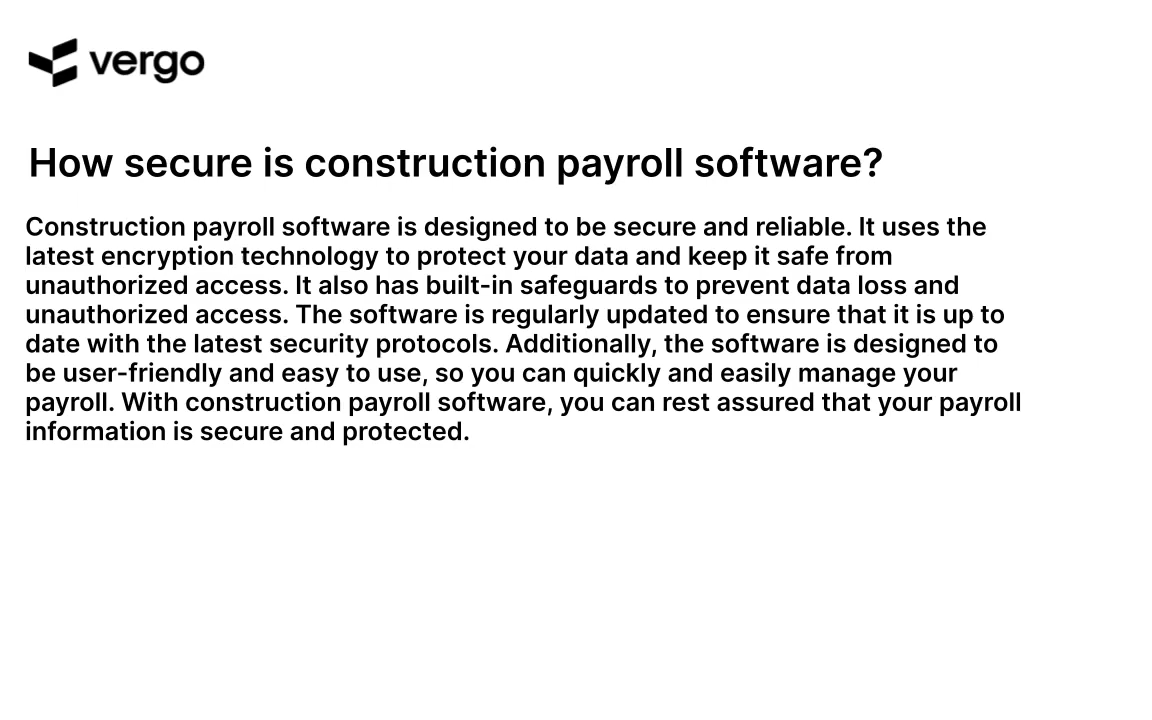 vergo
How secure is construction payroll software?
Construction payroll software is designed to be secure and reliable. It uses the
latest encryption technology to protect your data and keep it safe from
unauthorized access. It also has built-in safeguards to prevent data loss and
unauthorized access. The software is regularly updated to ensure that it is up to
date with the latest security protocols. Additionally, the software is designed to
be user-friendly and easy to use, so you can quickly and easily manage your
payroll. With construction payroll software, you can rest assured that your payroll
information is secure and protected.